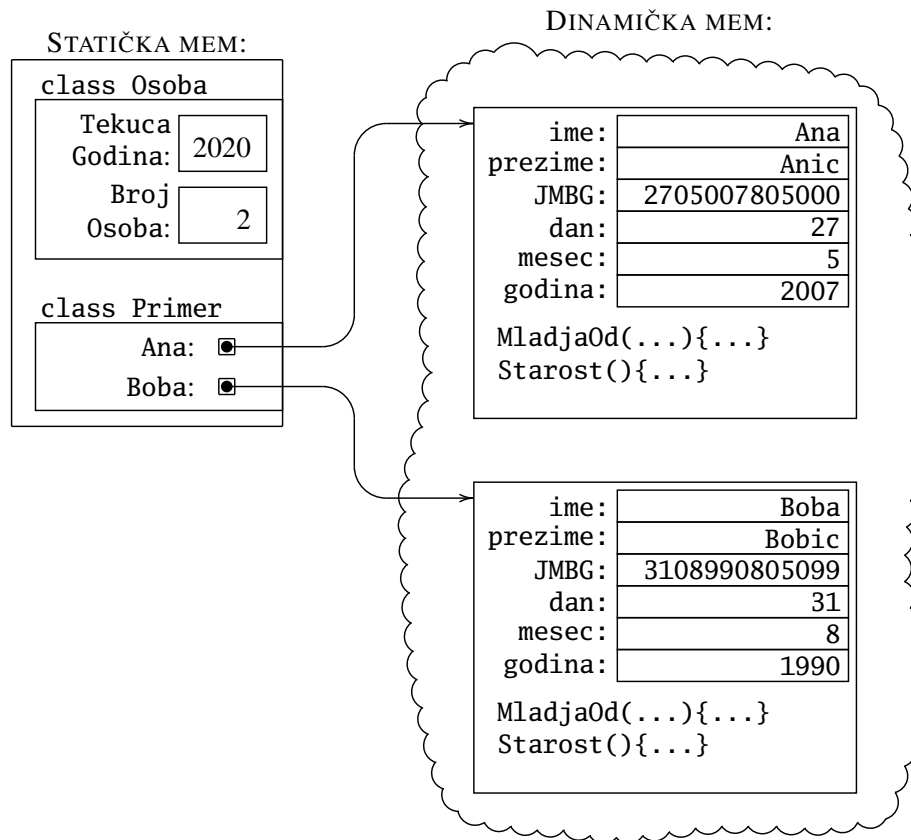 STATIČKA MEM:
class Osoba
Tekuca
Godina: 2020
Broj
Osoba: 2
class Primer
Ana:
Boba:
DINAMIČKA MEM:
ime: Ana
prezime: Anic
JMBG: 2705007805000
dan: 27
mesec: 5
godina: 2007
MladjaOd(...){...}
Starost(){...}
ime: Boba
prezime: Bobic
JMBG: 3108990805099
dan: 31
mesec: 8
godina: 1990
MladjaOd(...){...}
Starost(){...}